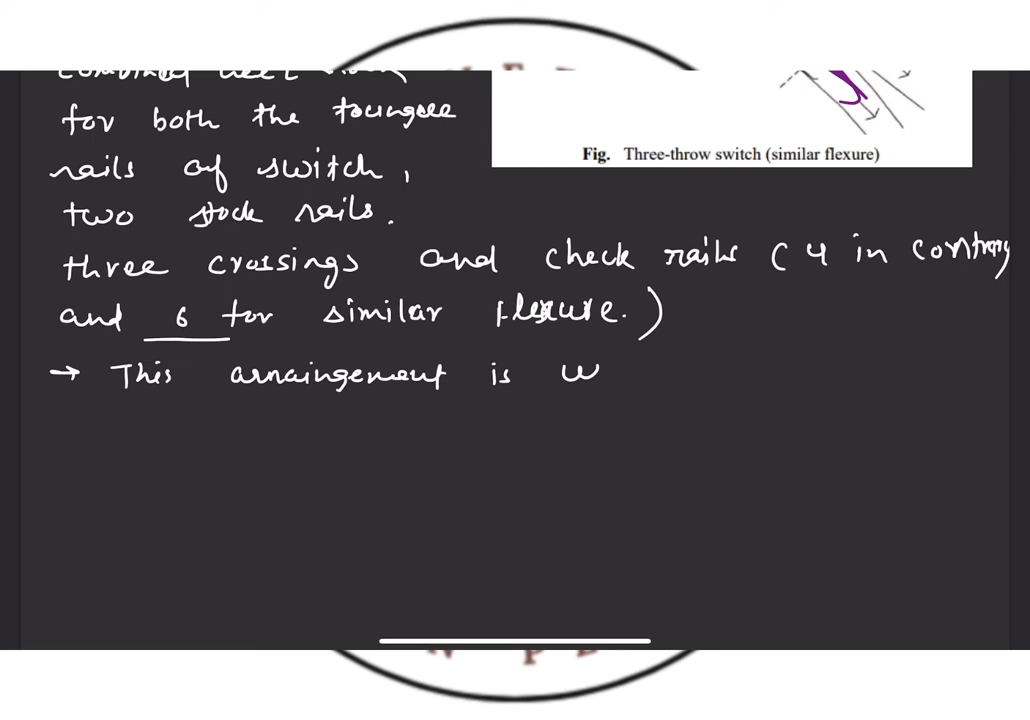 for both the toungee
Fig. Three-throw switch (similar flexure)
rails of switch,
two stock rails.
three crossings and check rails ( 4 in contrary
and 6 for similar flexure.)
→ This arraingement is w